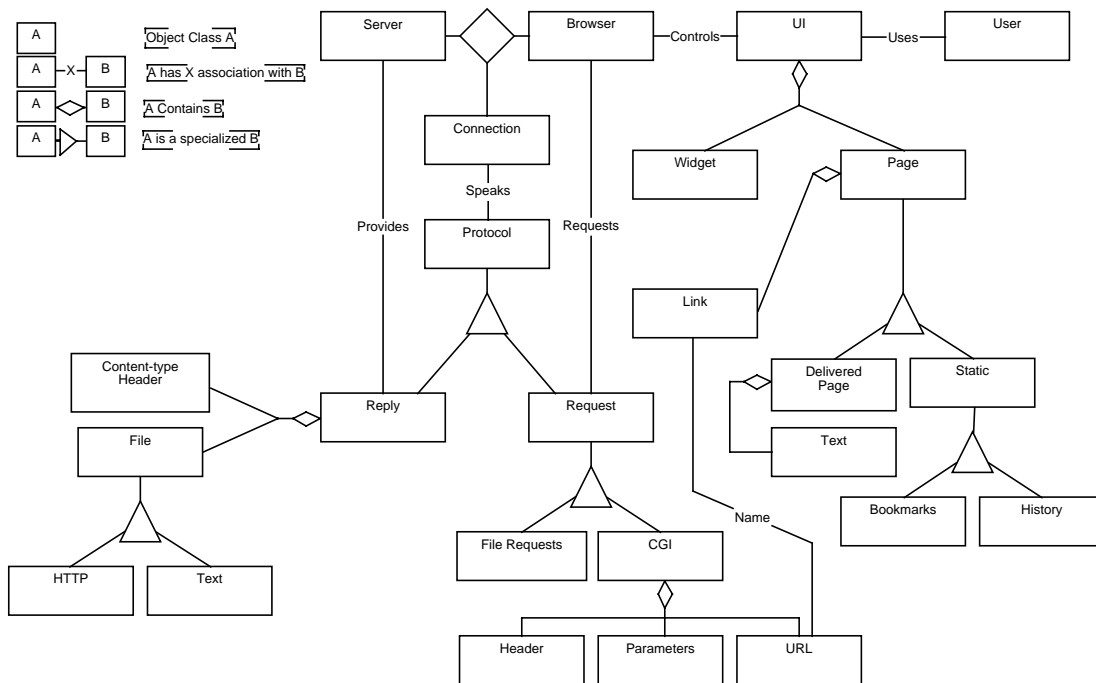 Server
Browser
Controls
UI
Uses
User
A
Object Class A
A
X
B
A has X association with B
A
B
A Contains B
A
B
A is a specialized B
Connection
Widget
Page
Speaks
Provides
Protocol
Requests
Link
Content-type
Header
Delivered
Page
Static
Reply
Request
File
Text
Bookmarks
History
Name
File Requests
CGI
HTTP
Text
Header
Parameters
URL